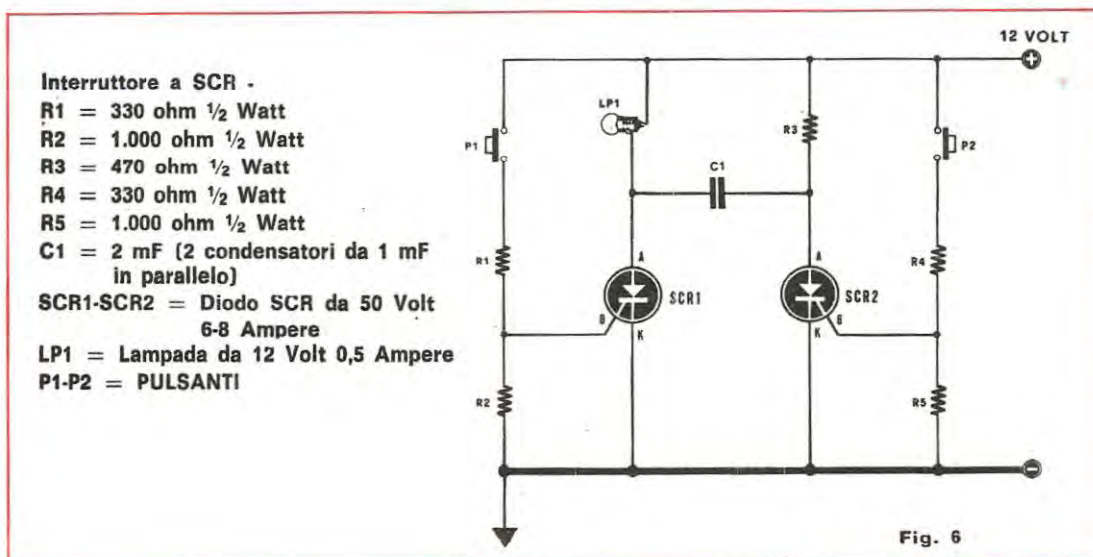 Interruttore a SCR -
R1 = 330 ohm ½ Watt
R2 = 1.000 ohm ½ Watt
R3 = 470 ohm ½ Watt
R4 = 330 ohm ½ Watt
R5 = 1.000 ohm ½ Watt
C1 = 2 mF (2 condensatori da 1 mF
in parallelo)
SCR1-SCR2 = Diodo SCR da 50 Volt
6-8 Ampere
LP1 = Lampada da 12 Volt 0,5 Ampere
P1-P2 = PULSANTI
12 VOLT
+
LP1
R3
P1
P2
C1
R1
A
A
R4
SCR1
SCR2
G
K
K
G
R2
R5
-
Fig. 6